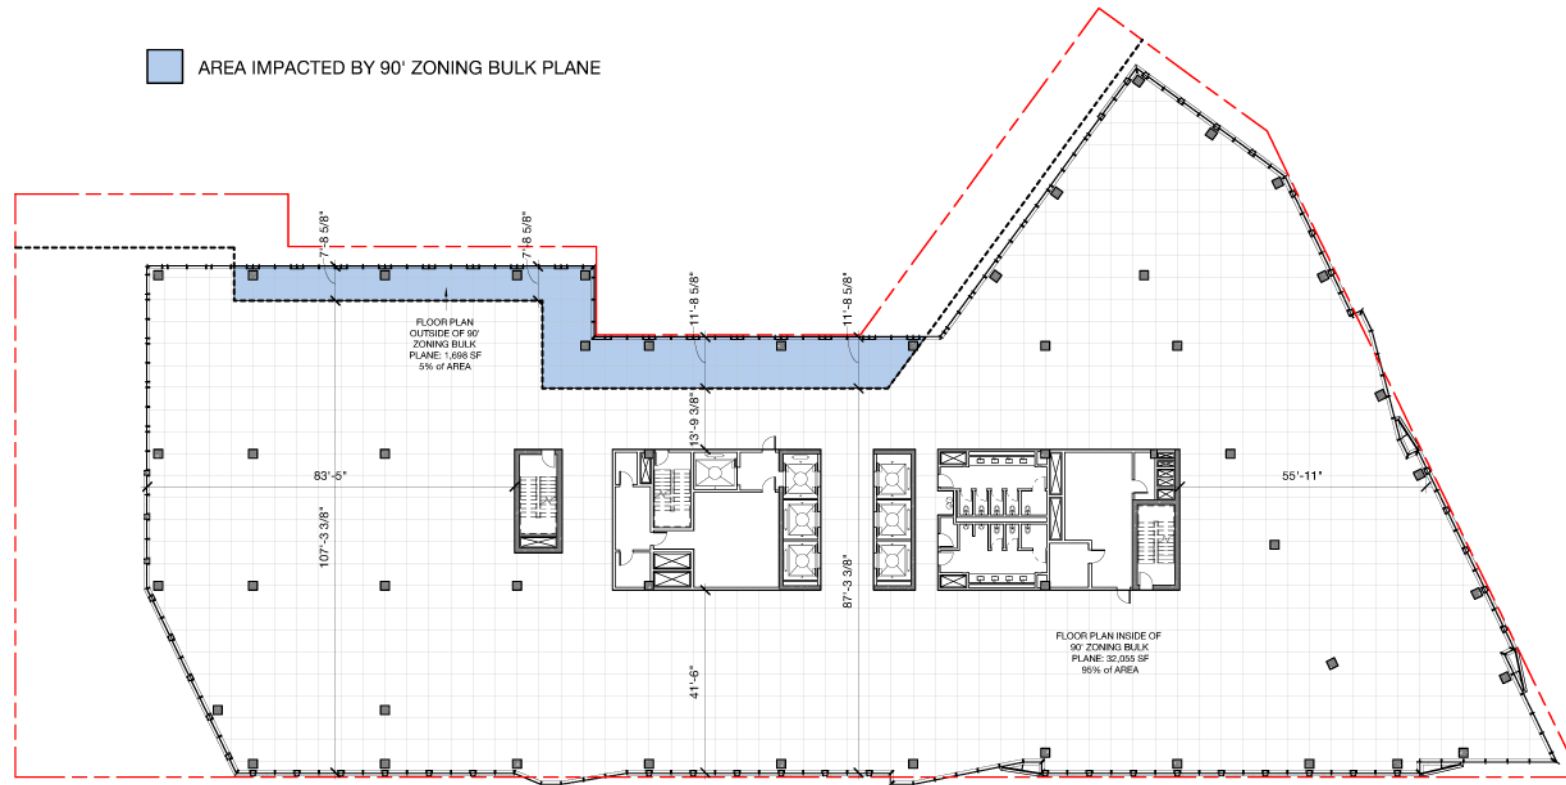 AREA IMPACTED BY 90' ZONING BULK PLANE
7'-8 5/8"
7'-8 5/8"
11'-8 5/8"
11'-8 5/8"
FLOOR PLAN
OUTSIDE OF 90'
ZONING BULK
PLANE: 1,698 SF
5% of AREA
13'-9 3/8"
83'-5"
55'-11"
107'-3 3/8"
87'-3 3/8"
FLOOR PLAN INSIDE OF
90' ZONING BULK
PLANE: 32,055 SF
95% of AREA
41'-6"